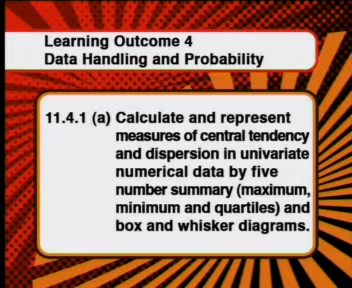 Learning Outcome 4
Data Handling and Probability
11.4.1 (a) Calculate and represent
measures of central tendency
and dispersion in univariate
numerical data by five
number summary (maximum,
minimum and quartiles) and
box and whisker diagrams.